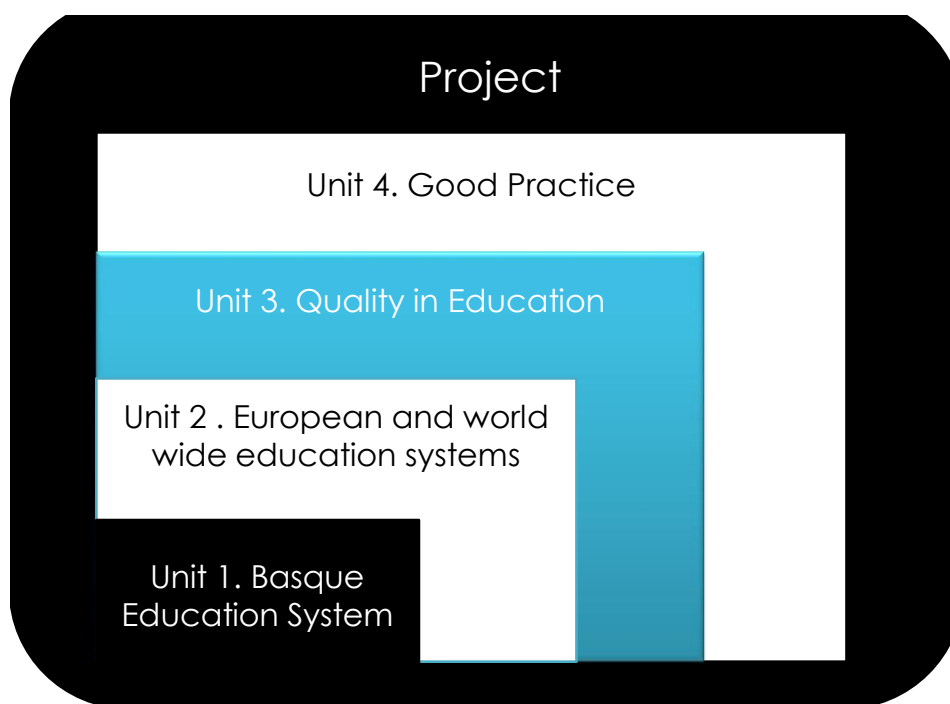 Project
Unit 4. Good Practice
Unit 3. Quality in Education
Unit 2 . European and world
wide education systems
Unit 1. Basque
Education System